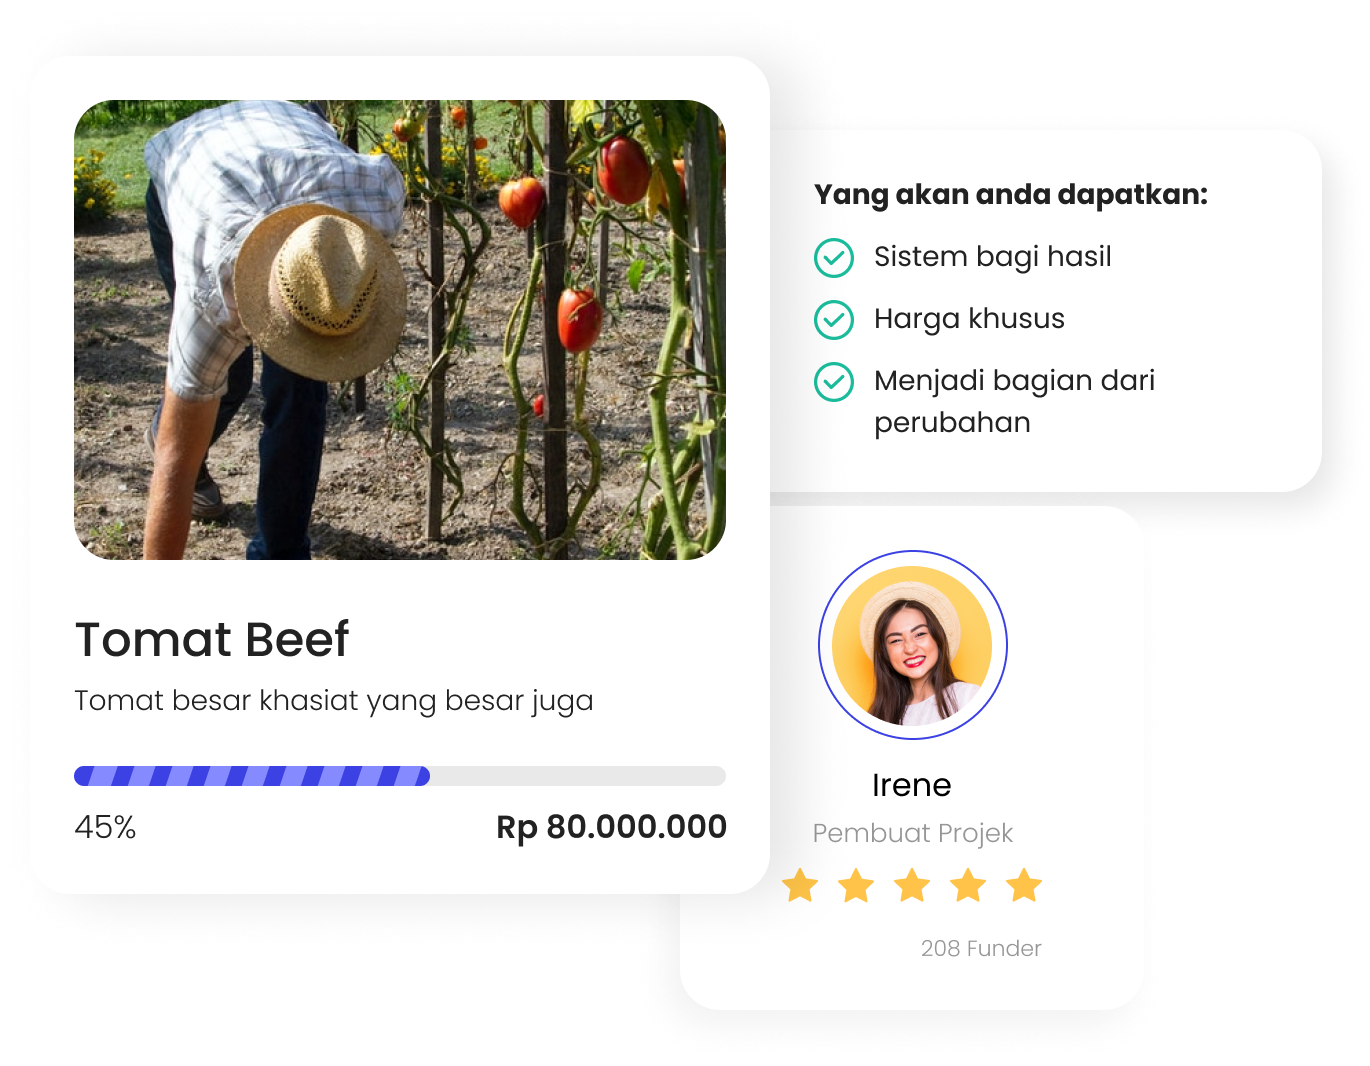 Yang akan anda dapatkan:
Sistem bagi hasil
Harga khusus
Menjadi bagian dari
perubahan
Tomat Beef
Tomat besar khasiat yang besar juga
45%
Rp 80.000.000
Irene
Pembuat Projek
208 Funder